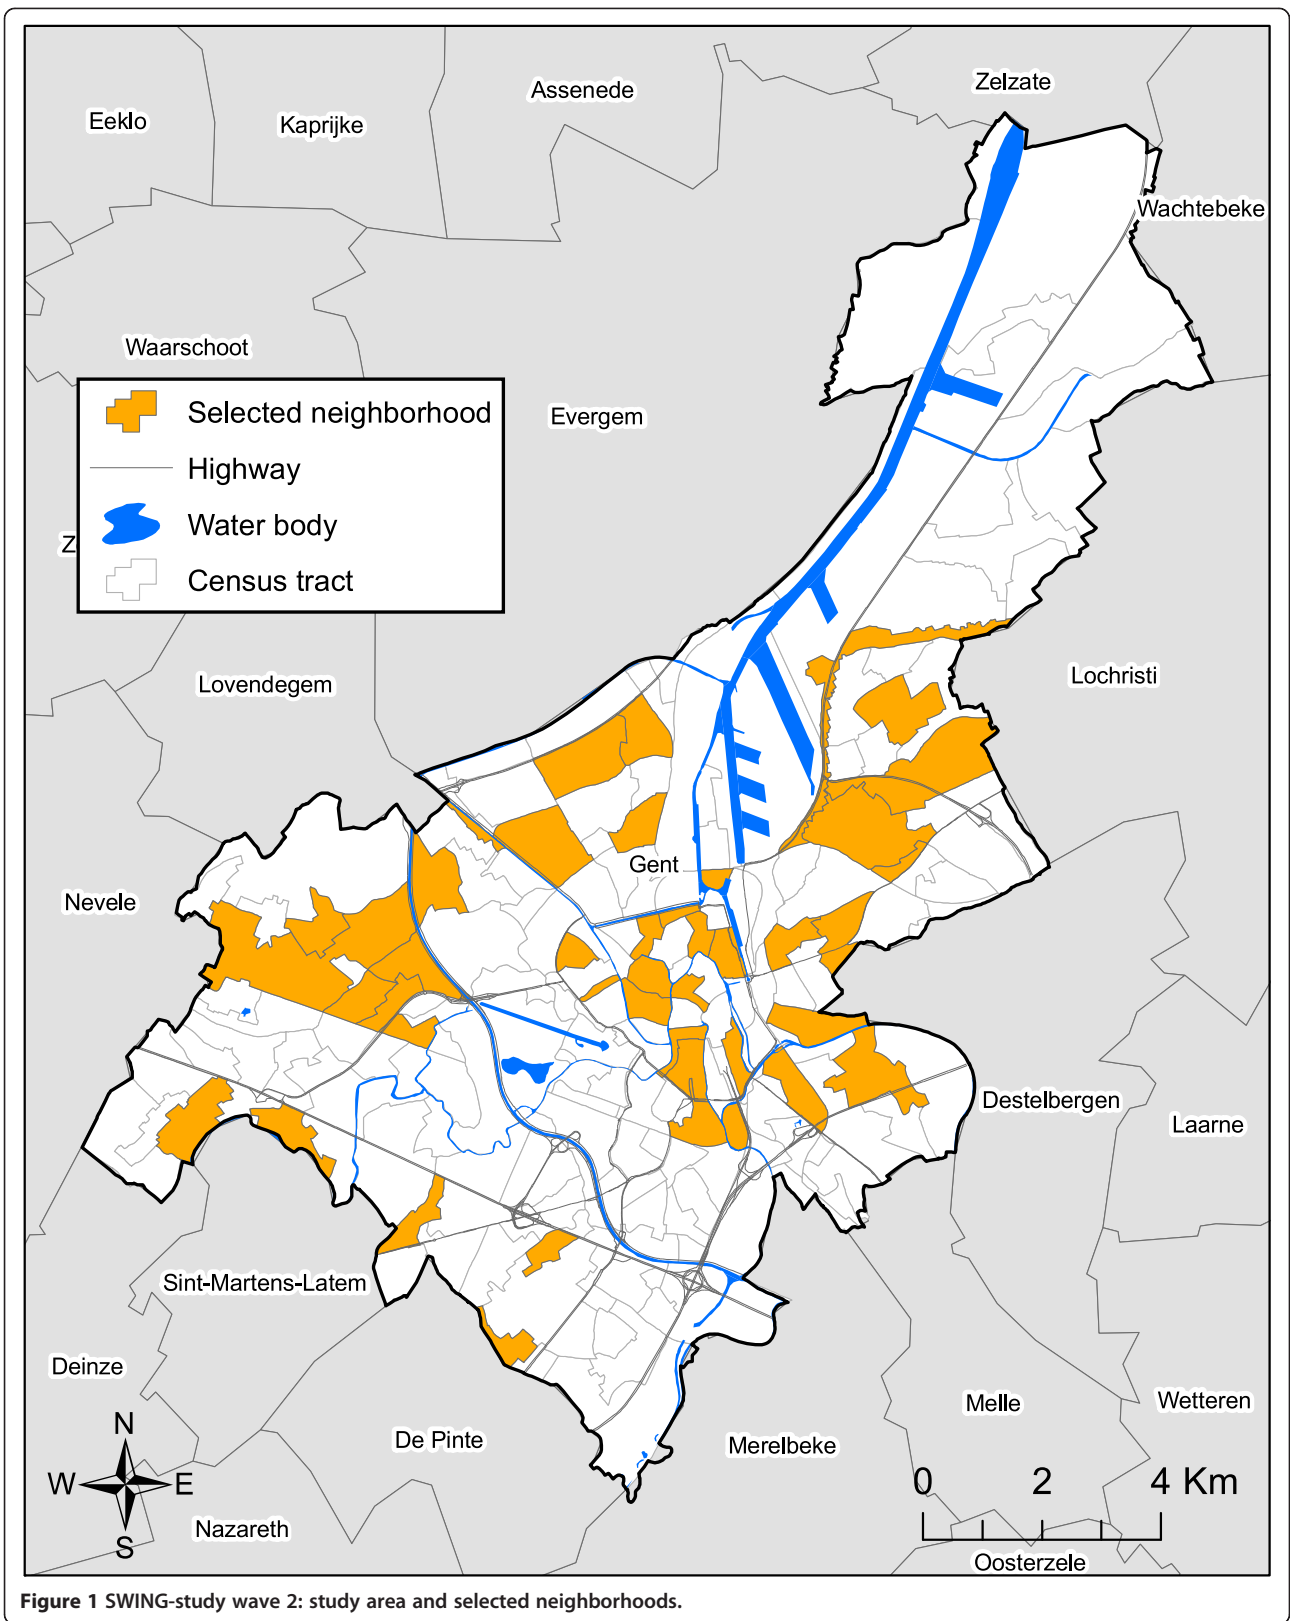 Zelzate
Assenede
Eeklo
Kaprijke
Wachtebeke
Waarschoot
Evergem
Selected neighborhood
Highway
Water body
Census tract
Z
Lovendegem
Lochristi
Gent
Nevele
Destelbergen
Laarne
Sint-Martens-Latem
Deinze
Melle
Wetteren
De Pinte
Merelbeke
N
W E
S
0 2 4 Km
Nazareth
Oosterzele
Figure 1 SWING-study wave 2: study area and selected neighborhoods.